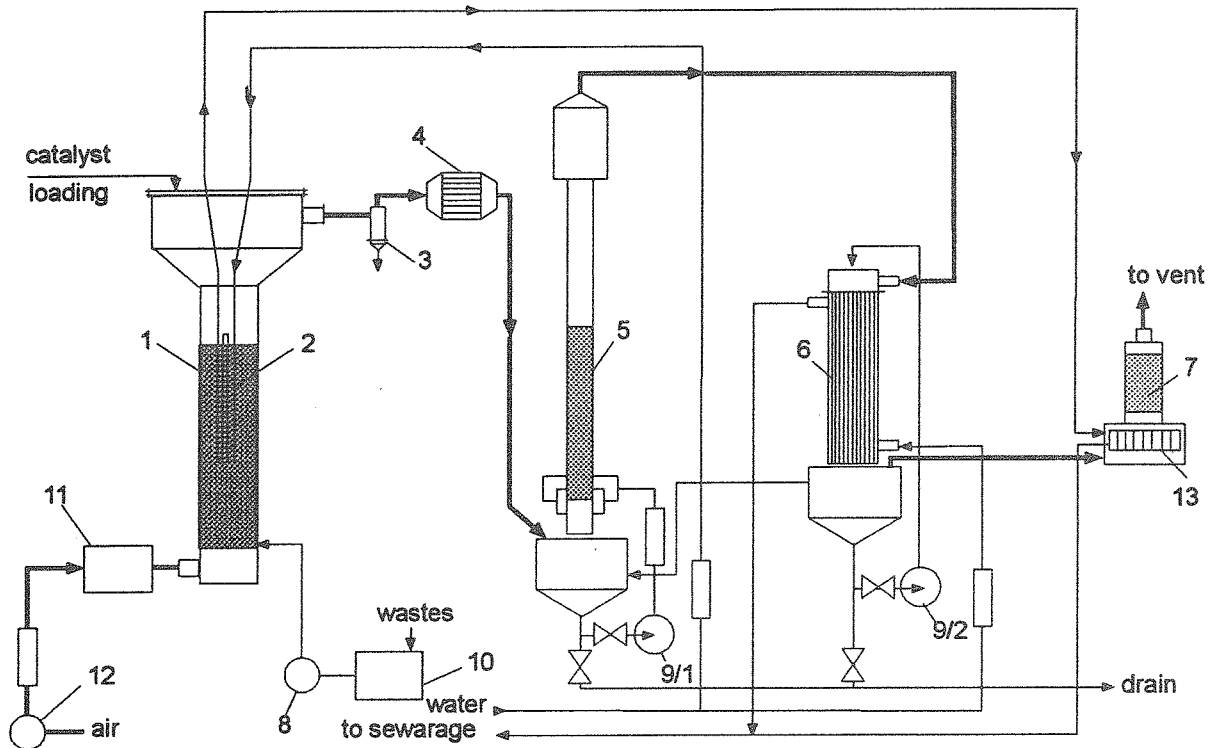 4
catalyst
loading
3
to vent
1
2
5
6
7
11
13
wastes
12
8
10
9/1
9/2
air
water
drain
to sewarage